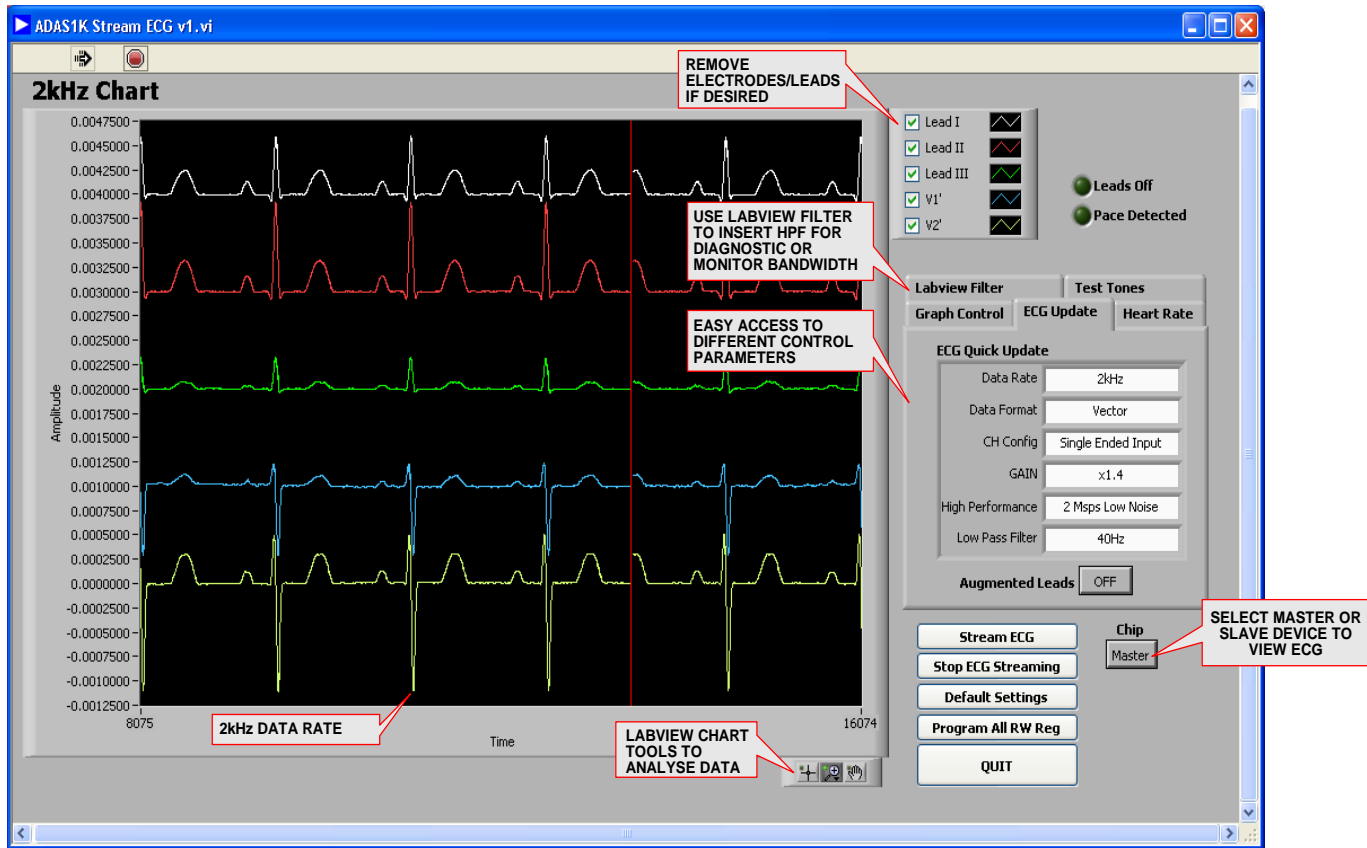 ADAS1K Stream ECG v1.vi
2kHz Chart
REMOVE
ELECTRODES/LEADS
IF DESIRED
Lead I
Lead II
Lead III
V1'
V2'
Leads Off
Pace Detected
0.0047500
0.0045000
0.0042500
0.0040000
0.0037500
0.0035000
0.0032500
0.0030000
0.0027500
0.0025000
0.0022500
0.0020000
0.0017500
0.0015000
0.0012500
0.0010000
0.0007500
0.0005000
0.0002500
0.0000000
-0.0002500
-0.0005000
-0.0007500
-0.0010000
-0.0012500
Amplitude
8075
16074
Time
USE LABVIEW FILTER
TO INSERT HPF FOR
DIAGNOSTIC OR
MONITOR BANDWIDTH
EASY ACCESS TO
DIFFERENT CONTROL
PARAMETERS
Labview Filter
Test Tones
Graph Control
ECG Update
Heart Rate
ECG Quick Update
Data Rate 2kHz
Data Format Vector
CH Config Single Ended Input
GAIN x1.4
High Performance 2 Msps Low Noise
Low Pass Filter 40Hz
Augmented Leads OFF
Stream ECG
Stop ECG Streaming
Default Settings
Program All RW Reg
QUIT
Chip
Master
SELECT MASTER OR
SLAVE DEVICE TO
VIEW ECG
2kHz DATA RATE
LABVIEW CHART
TOOLS TO
ANALYSE DATA